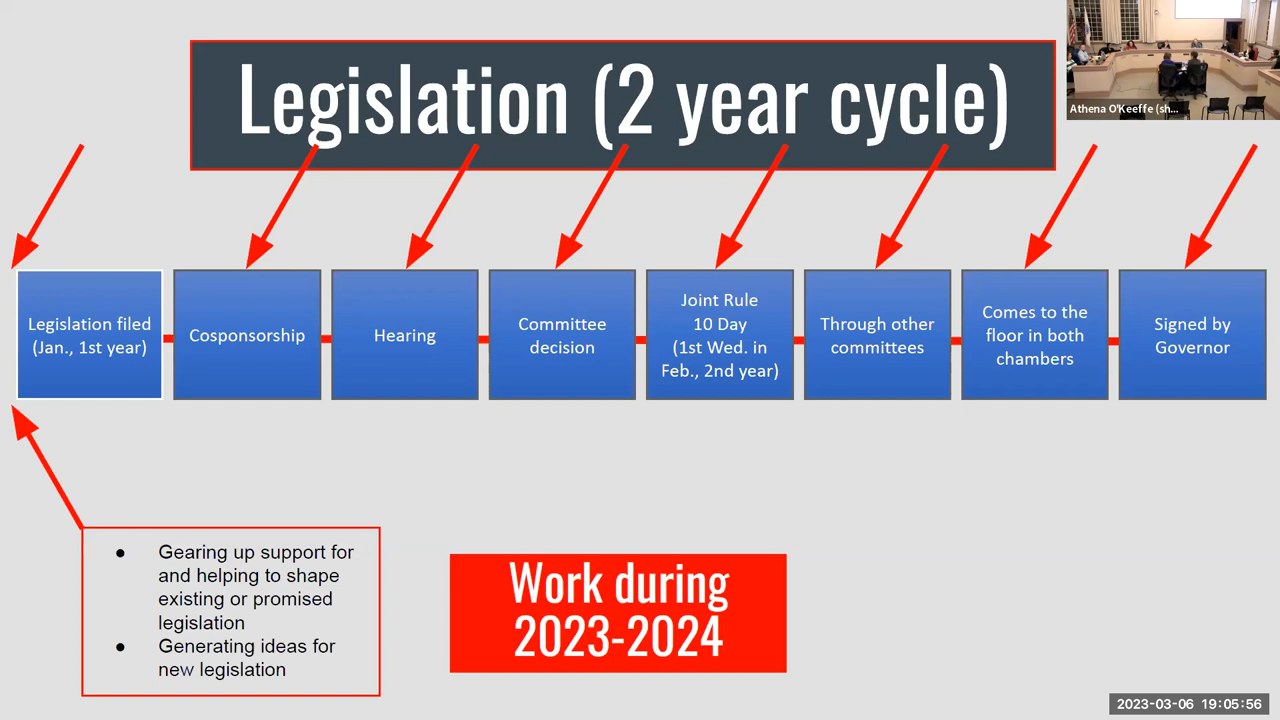 Legislation (2 year cycle)
Athena O'Keeffe (sh...
Legislation filed
(Jan., 1st year)
Cosponsorship
Hearing
Committee
decision
Joint Rule
10 Day
(1st Wed. in
Feb., 2nd year)
Through other
committees
Comes to the
floor in both
chambers
Signed by
Governor
● Gearing up support for
and helping to shape
existing or promised
legislation
● Generating ideas for
new legislation
Work during
2023-2024
2023-03-06 19:05:56